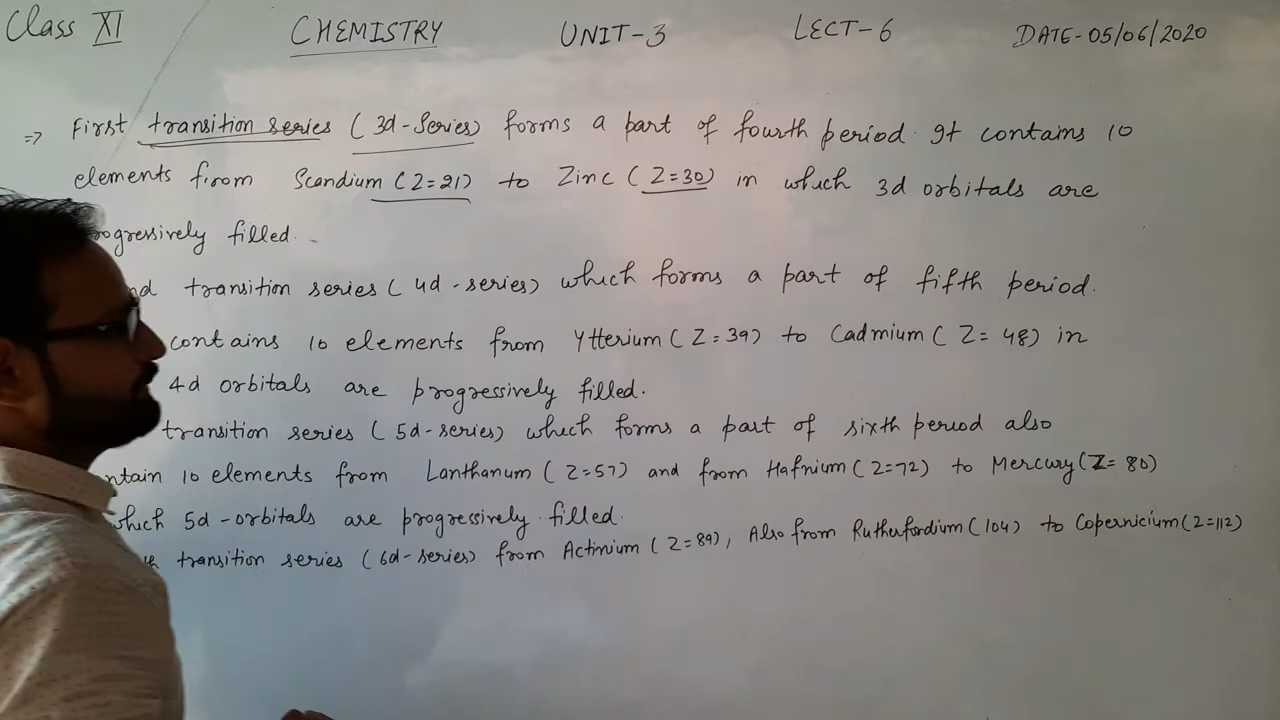 Class XI CHEMISTRY UNIT-3 LECT-6 DATE-05/06/2020
=> First transition series (3d-Series) forms a part of fourth period. It contains 10
elements from Scandium (Z=21) to Zinc (Z=30) in which 3d orbitals are
rogressively filled.
nd transition series (4d-series) which forms a part of fifth period.
contains 10 elements from Ytterium (Z=39) to Cadmium (Z=48) in
4d orbitals are progressively filled.
transition series (5d-series) which forms a part of sixth period also
ntain 10 elements from Lanthanum (Z=57) and from Hafnium (Z=72) to Mercury (Z=80)
which 5d-orbitals are progressively filled.
transition series (6d-series) from Actinium (Z=89), Also from Rutherfordium (104) to Copernicium (Z=112)